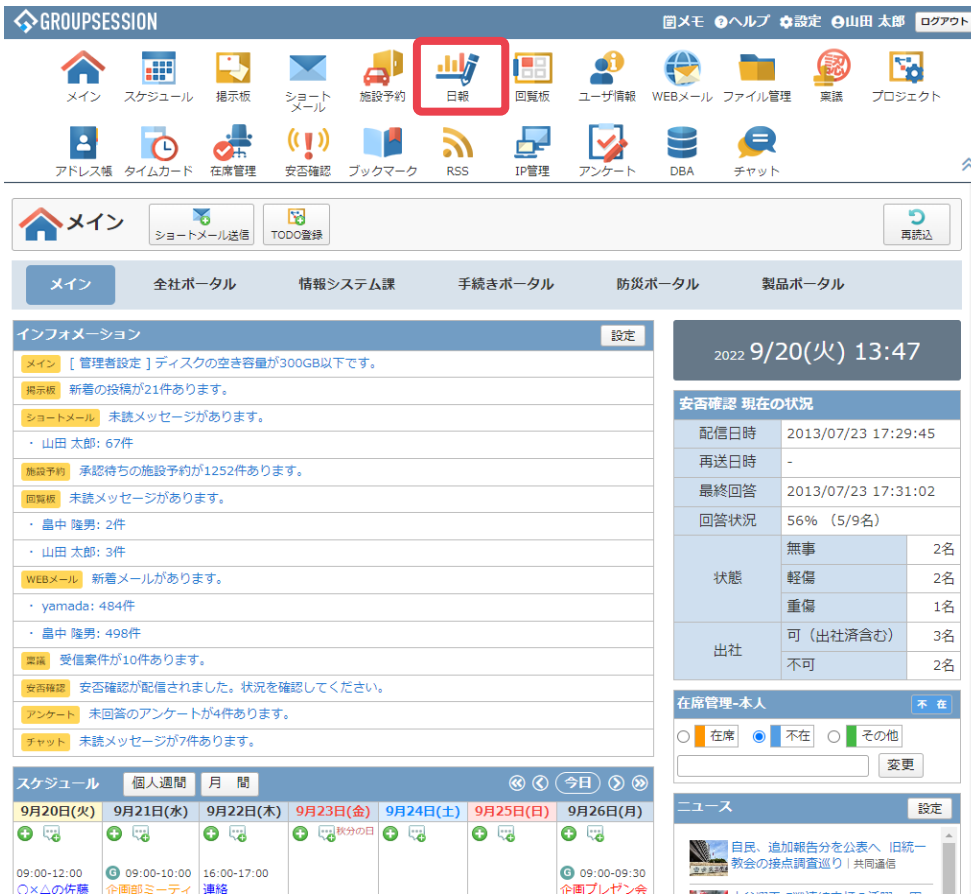 GROUPSESSION
メモ ヘルプ 設定 山田 太郎 ログアウト
メイン スケジュール 掲示板 ショートメール 施設予約 日報 回覧板 ユーザ情報 WEBメール ファイル管理 稟議 プロジェクト
アドレス帳 タイムカード 在席管理 安否確認 ブックマーク RSS IP管理 アンケート DBA チャット
メイン ショートメール送信 TODO登録 再読込
メイン 全社ポータル 情報システム課 手続きポータル 防災ポータル 製品ポータル
インフォメーション 設定
メイン [ 管理者設定 ] ディスクの空き容量が300GB以下です。
掲示板 新着の投稿が21件あります。
ショートメール 未読メッセージがあります。
・ 山田 太郎: 67件
施設予約 承認待ちの施設予約が1252件あります。
回覧板 未読メッセージがあります。
・ 畠中 隆男: 2件
・ 山田 太郎: 3件
WEBメール 新着メールがあります。
・ yamada: 484件
・ 畠中 隆男: 498件
稟議 受信案件が10件あります。
安否確認 安否確認が配信されました。状況を確認してください。
アンケート 未回答のアンケートが4件あります。
チャット 未読メッセージが7件あります。
スケジュール 個人週間 月 間 今日
9月20日(火) 9月21日(水) 9月22日(木) 9月23日(金) 9月24日(土) 9月25日(日) 9月26日(月)
秋分の日
09:00-12:00 G 09:00-10:00 16:00-17:00 G 09:00-09:30
○×△の佐藤 企画部ミーティ 連絡 企画プレゼン会
2022 9/20(火) 13:47
安否確認 現在の状況
配信日時 2013/07/23 17:29:45
再送日時 -
最終回答 2013/07/23 17:31:02
回答状況 56% （5/9名）
状態 無事 2名
軽傷 2名
重傷 1名
出社 可（出社済含む） 3名
不可 2名
在席管理-本人 不 在
在席 不在 その他
変更
ニュース 設定
自民、追加報告分を公表へ 旧統一
教会の接点調査巡り | 共同通信